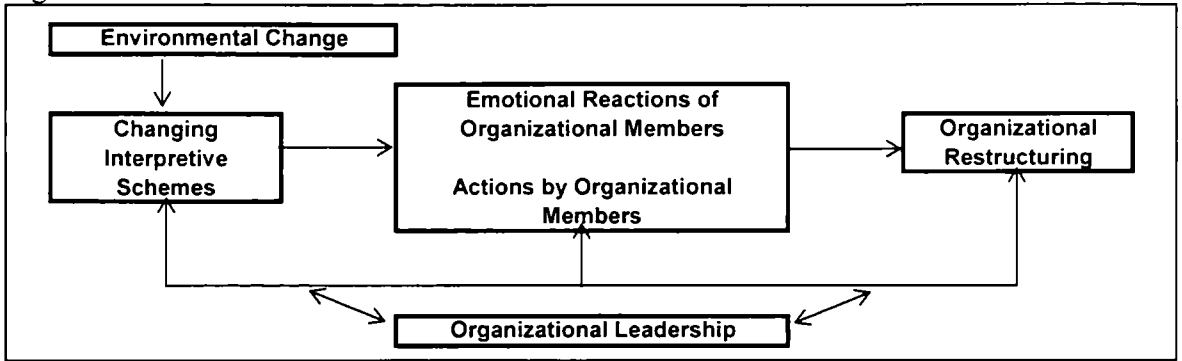 Environmental Change
Changing
Interpretive
Schemes
Emotional Reactions of
Organizational Members
Actions by Organizational
Members
Organizational
Restructuring
Organizational Leadership